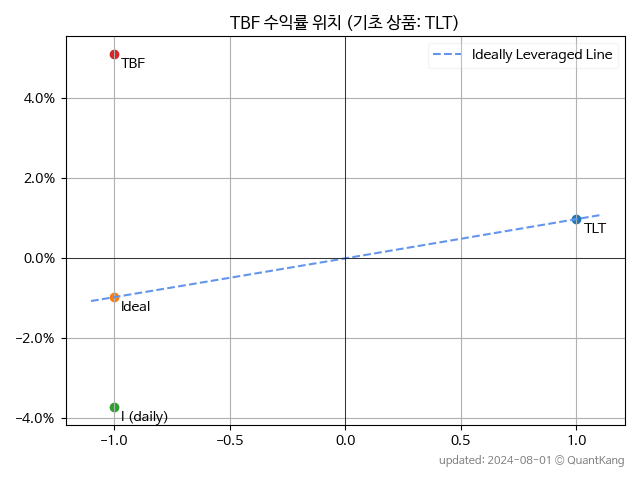 TBF 수익률 위치 (기초 상품: TLT)
Ideally Leveraged Line
TBF
4.0%
2.0%
TLT
0.0%
Ideal
-2.0%
I (daily)
-4.0%
-1.0 -0.5 0.0 0.5 1.0
updated: 2024-08-01 © QuantKang